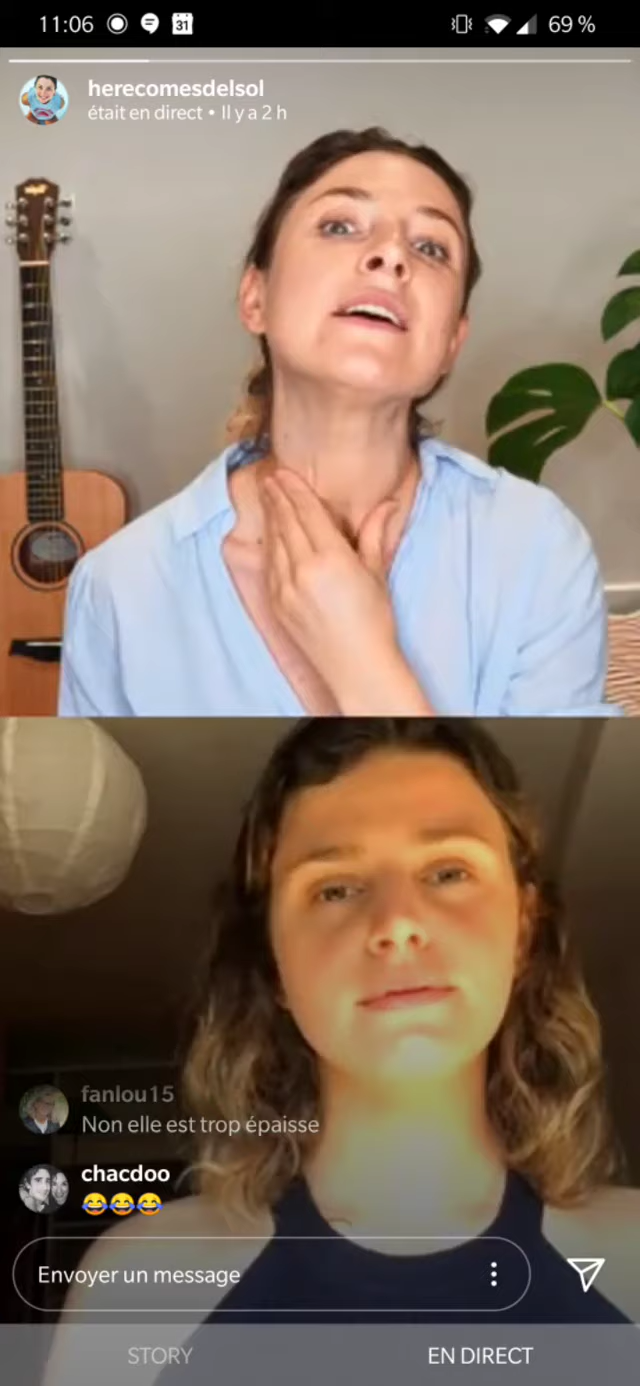 11:06
31
69 %
herecomesdelsol
était en direct • Il y a 2 h
fanlou15
Non elle est trop épaisse
chacdoo
😂😂😂
Envoyer un message
STORY
EN DIRECT